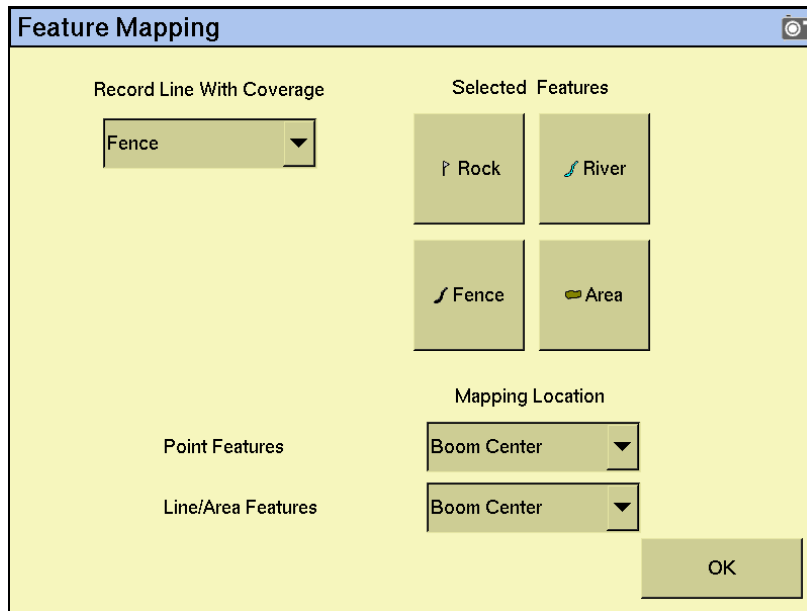 Feature Mapping
Record Line With Coverage
Selected Features
Fence
Rock
River
Fence
Area
Mapping Location
Point Features
Boom Center
Line/Area Features
Boom Center
OK